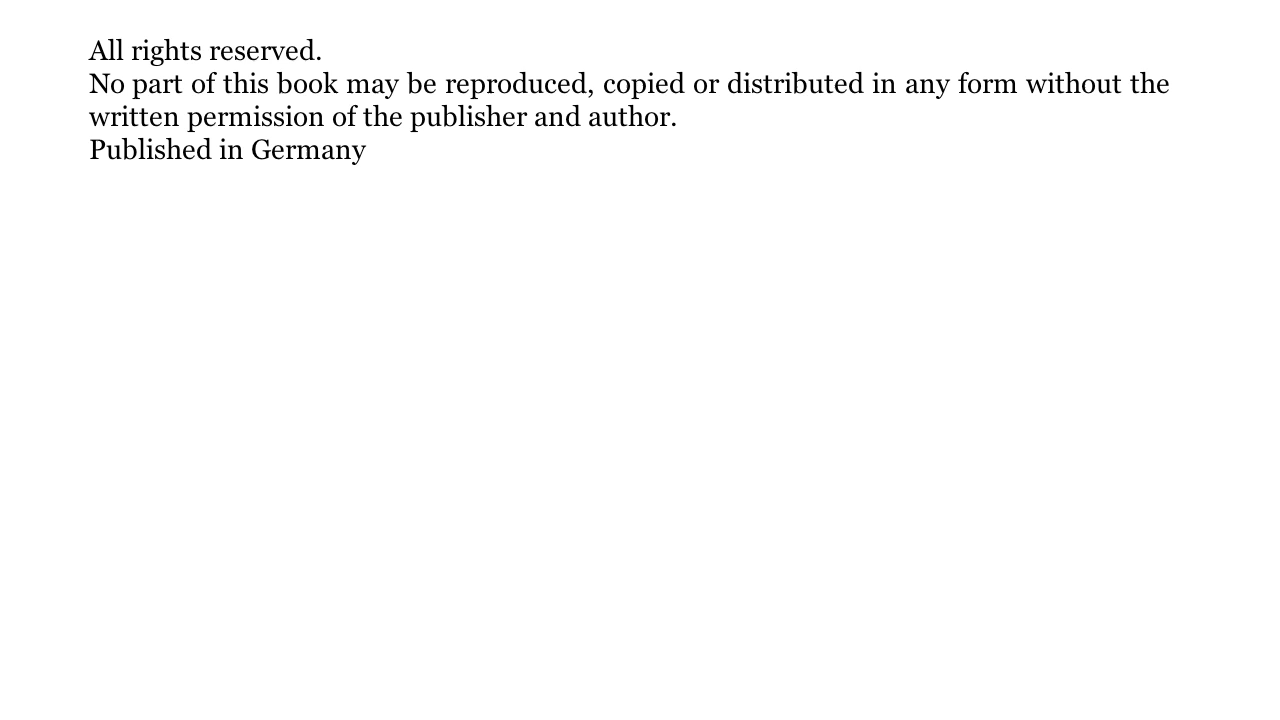 All rights reserved.
No part of this book may be reproduced, copied or distributed in any form without the
written permission of the publisher and author.
Published in Germany